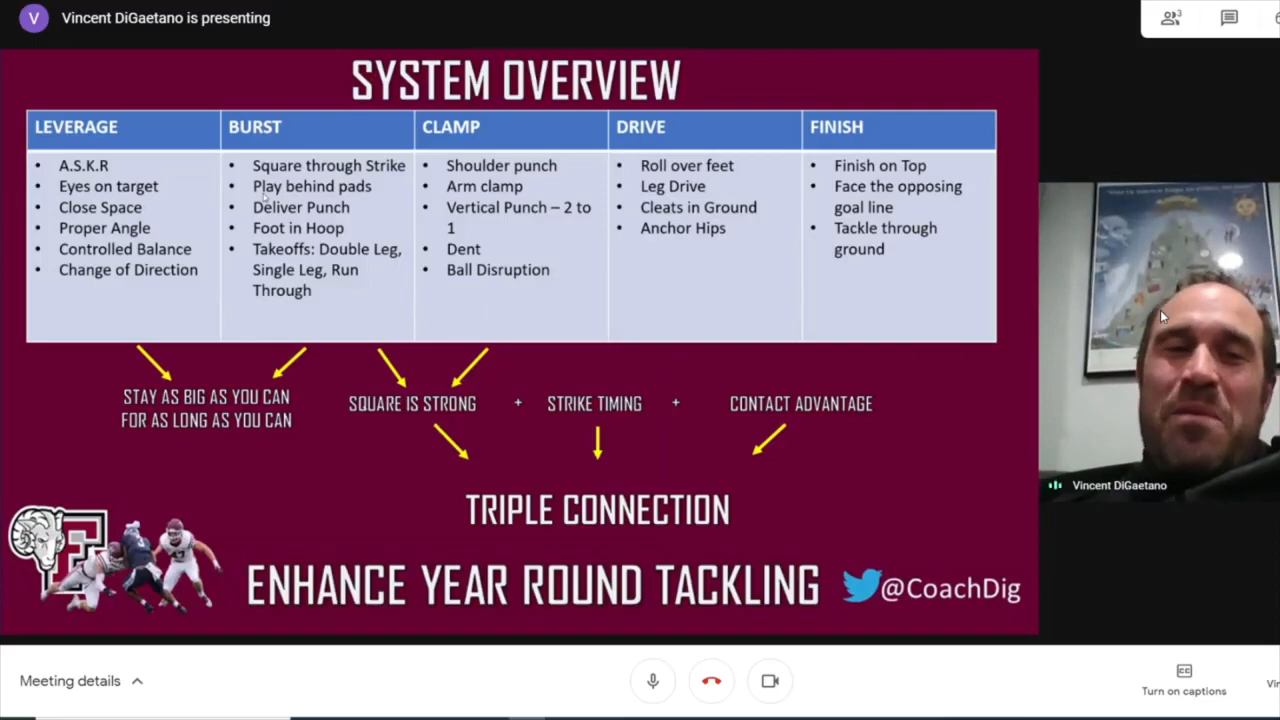 V Vincent DiGaetano is presenting
3
SYSTEM OVERVIEW
LEVERAGE
• A.S.K.R
• Eyes on target
• Close Space
• Proper Angle
• Controlled Balance
• Change of Direction
BURST
• Square through Strike
• Play behind pads
• Deliver Punch
• Foot in Hoop
• Takeoffs: Double Leg,
Single Leg, Run
Through
CLAMP
• Shoulder punch
• Arm clamp
• Vertical Punch – 2 to
1
• Dent
• Ball Disruption
DRIVE
• Roll over feet
• Leg Drive
• Cleats in Ground
• Anchor Hips
FINISH
• Finish on Top
• Face the opposing
goal line
• Tackle through
ground
STAY AS BIG AS YOU CAN
FOR AS LONG AS YOU CAN
SQUARE IS STRONG + STRIKE TIMING + CONTACT ADVANTAGE
TRIPLE CONNECTION
F
ENHANCE YEAR ROUND TACKLING
@CoachDig
Vincent DiGaetano
Meeting details
CC
Turn on captions